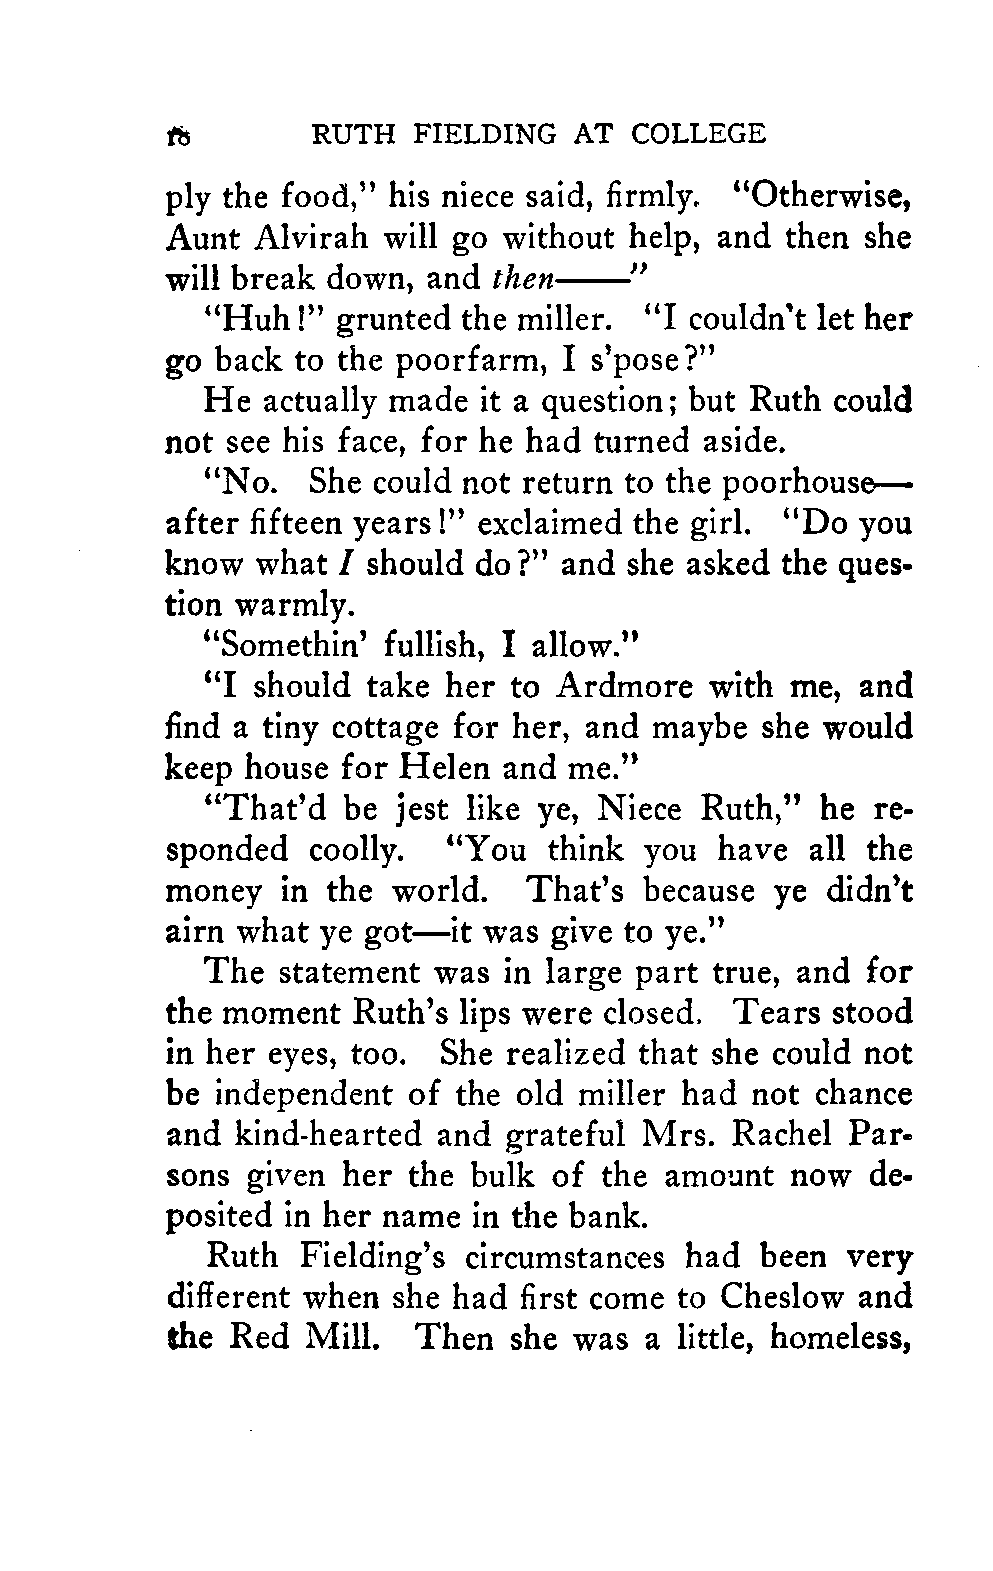 RUTH FIELDING AT COLLEGE
ply the food," his niece said, firmly. "Otherwise,
Aunt Alvirah will go without help, and then she
will break down, and then——"
"Huh!" grunted the miller. "I couldn't let her
go back to the poorfarm, I s'pose?"
He actually made it a question; but Ruth could
not see his face, for he had turned aside.
"No. She could not return to the poorhouse—
after fifteen years!" exclaimed the girl. "Do you
know what I should do?" and she asked the ques-
tion warmly.
"Somethin' fullish, I allow."
"I should take her to Ardmore with me, and
find a tiny cottage for her, and maybe she would
keep house for Helen and me."
"That'd be jest like ye, Niece Ruth," he re-
sponded coolly. "You think you have all the
money in the world. That's because ye didn't
airn what ye got—it was give to ye."
The statement was in large part true, and for
the moment Ruth's lips were closed. Tears stood
in her eyes, too. She realized that she could not
be independent of the old miller had not chance
and kind-hearted and grateful Mrs. Rachel Par-
sons given her the bulk of the amount now de-
posited in her name in the bank.
Ruth Fielding's circumstances had been very
different when she had first come to Cheslow and
the Red Mill. Then she was a little, homeless,